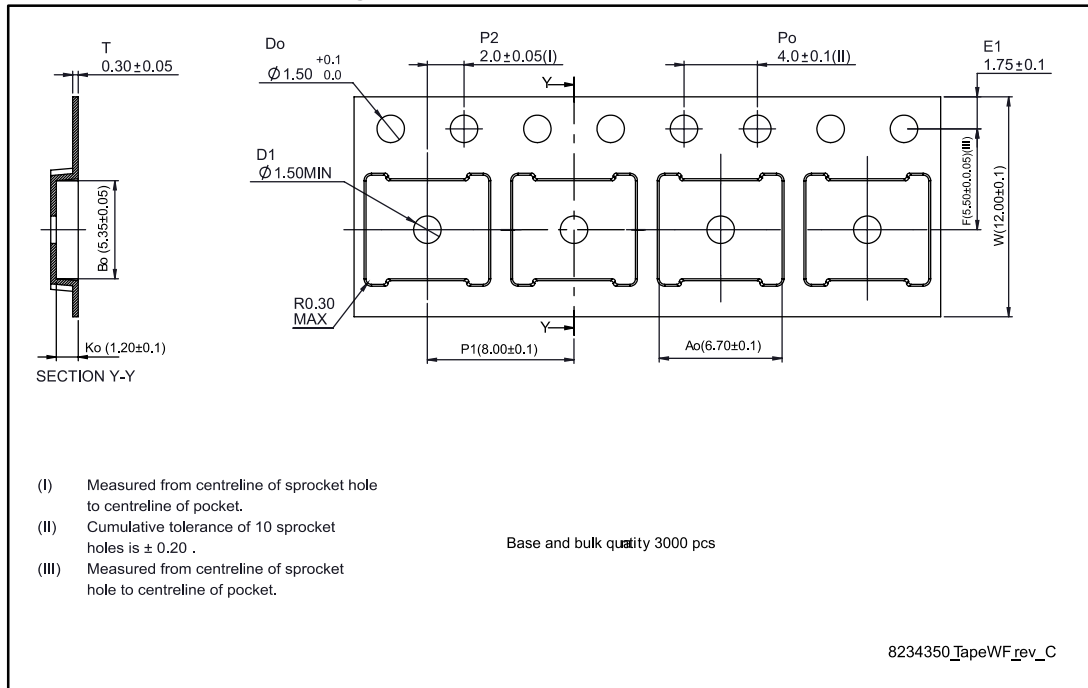 T
0.30±0.05
Do
Ø1.50 +0.1 0.0
P2
2.0±0.05(I)
Po
4.0±0.1(II)
E1
1.75±0.1
Y
D1
Ø1.50MIN
Bo (5.35±0.05)
F(5.50±0.0.05)(III)
W(12.00±0.1)
R0.30
MAX
Y
Ko (1.20±0.1)
P1(8.00±0.1)
Ao(6.70±0.1)
SECTION Y-Y
(I) Measured from centreline of sprocket hole
to centreline of pocket.
(II) Cumulative tolerance of 10 sprocket
holes is ± 0.20 .
(III) Measured from centreline of sprocket
hole to centreline of pocket.
Base and bulk quatity 3000 pcs
8234350_TapeWF_rev_C